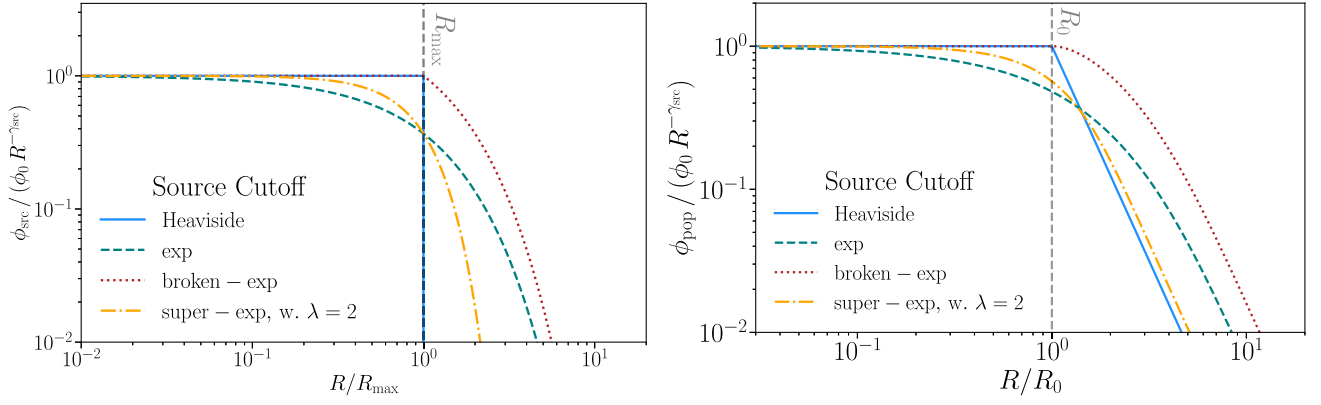 R_max
10^0
10^-1
10^-2
ϕ_src / (ϕ_0 R^-γ_src)
Source Cutoff
Heaviside
exp
broken − exp
super − exp, w. λ = 2
10^-2
10^-1
10^0
10^1
R/R_max
R_0
10^0
10^-1
10^-2
ϕ_pop / (ϕ_0 R^-γ_src)
Source Cutoff
Heaviside
exp
broken − exp
super − exp, w. λ = 2
10^-1
10^0
10^1
R/R_0